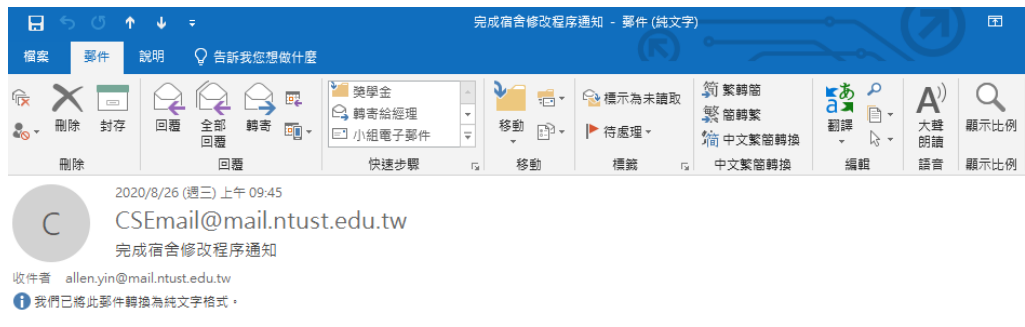 完成宿舍修改程序通知 - 郵件 (純文字)
檔案 郵件 說明 告訴我您想做什麼
刪除 封存 回覆 全部回覆 轉寄
獎學金
轉寄給經理
小組電子郵件
移動
標示為未讀取
待處理
繁轉簡
簡轉繁
中文繁簡轉換
翻譯
大聲朗讀
顯示比例
刪除 回覆 快速步驟 移動 標籤 中文繁簡轉換 編輯 語音 顯示比例
2020/8/26 (週三) 上午 09:45
C
CSEmail@mail.ntust.edu.tw
完成宿舍修改程序通知
收件者 allen.yin@mail.ntust.edu.tw
我們已將此郵件轉換為純文字格式。